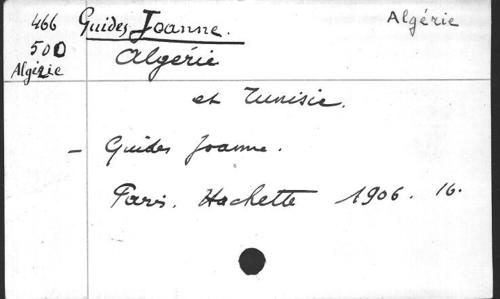 466
500
Algérie
Guides Joanne.
Algérie
Algérie
et Tunisie.
- Guides Joanne.
Paris. Hachette 1906. 16.